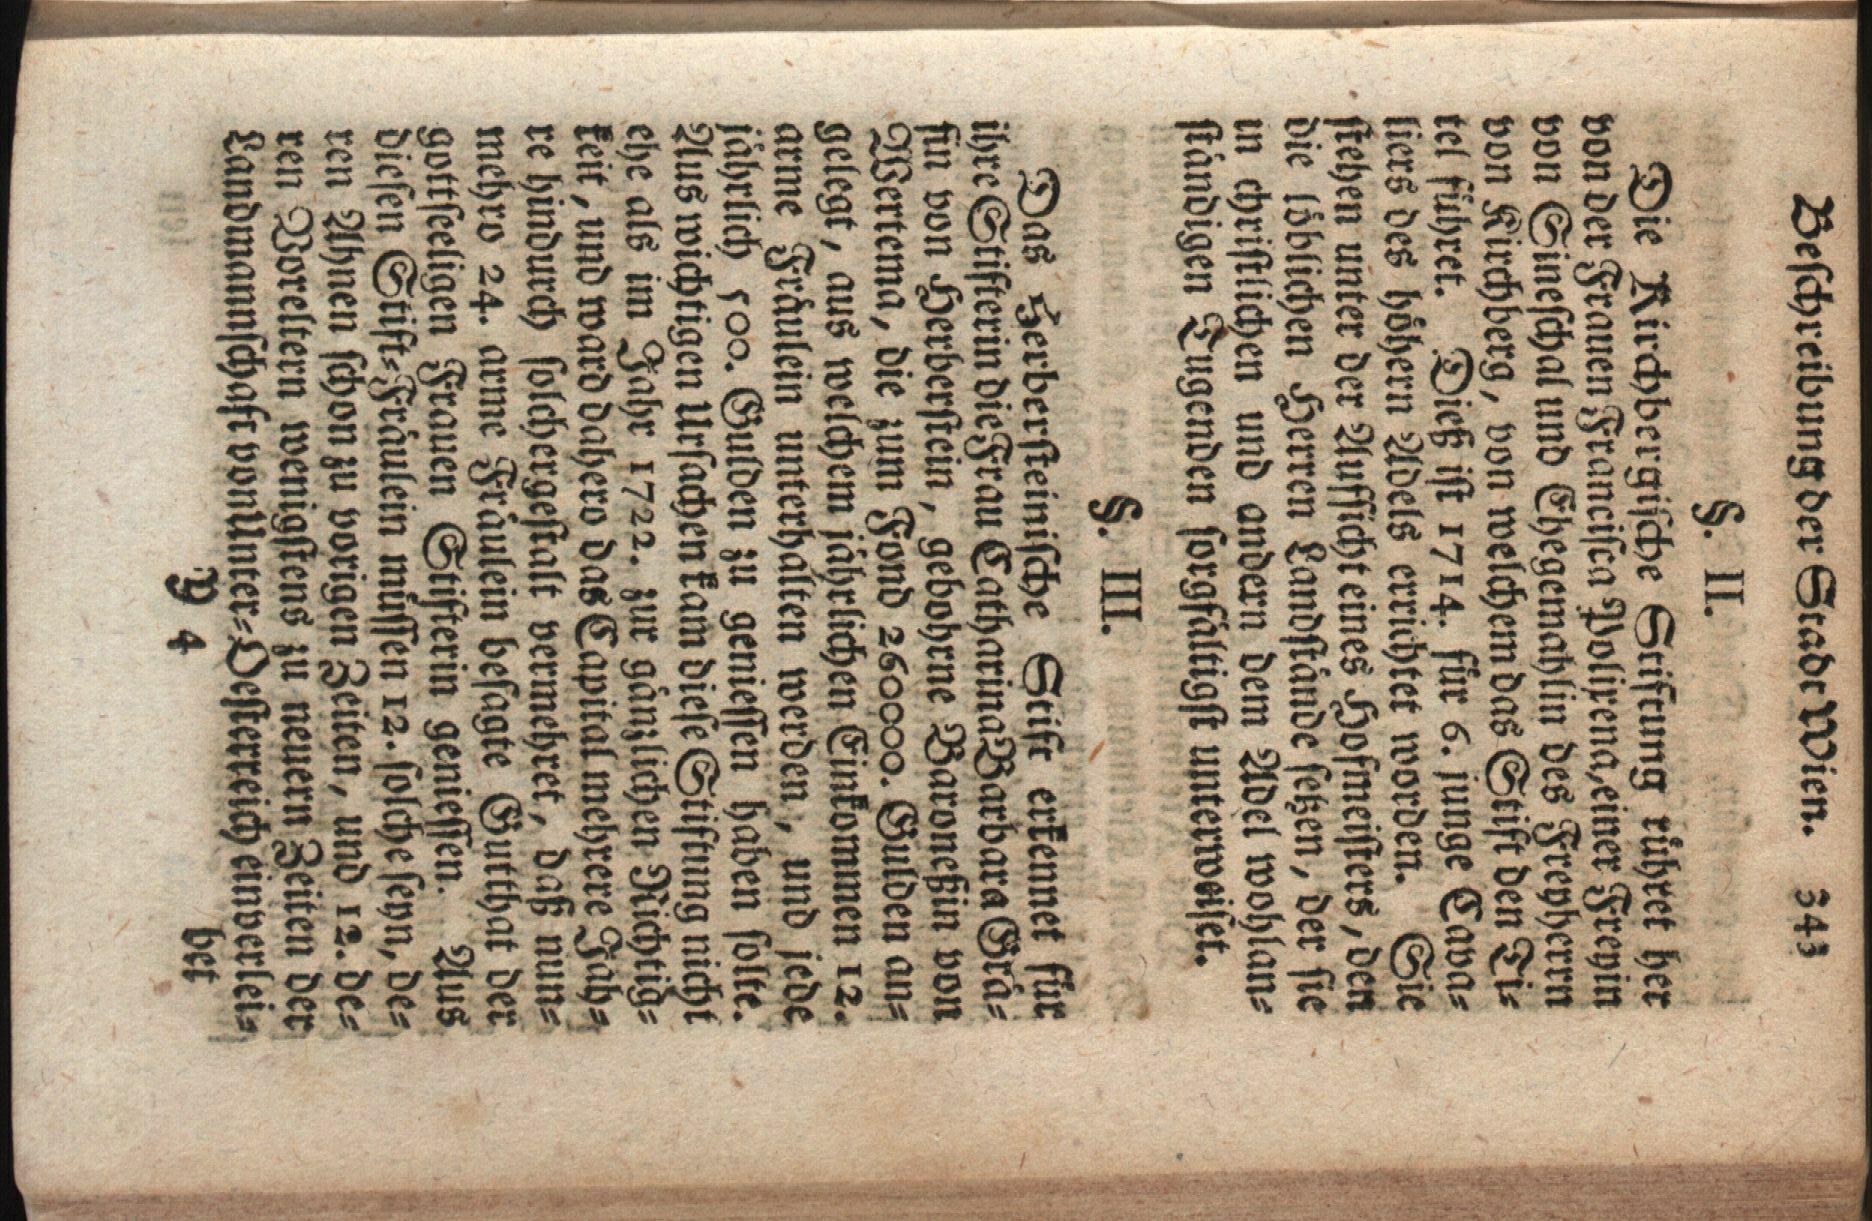 Beſchreibung der Stadt Wien. 343
§. II.
Die Kirchbergiſche Stiftung rühret her
von der Frauen Franciſca Polixena, einer Freyin
von Sineſchal und Ehegemahlin des Freyherrn
von Kirchberg, von welchem das Stift den Ti-
tel führet. Dieß iſt 1714. für 6. junge Cava-
liers des höhern Adels errichtet worden. Sie
ſtehen unter der Aufſicht eines Hofmeiſters, den
die löblichen Herren Landſtände ſetzen, der ſie
in chriſtlichen und andern dem Adel wohlan-
ſtändigen Tugenden ſorgfältigſt unterweiſet.
§. III.
Das Herberſteiniſche Stift erkennet für
ihre Stifterin die Frau Catharina Barbara Grä-
fin von Herberſtein, gebohrne Baroneßin von
Wertema, die zum Fond 26000. Gulden an-
gelegt, aus welchem jährlichen Einkommen 12.
arme Fräulein unterhalten werden, und jede
jährlich 500. Gulden zu genieſſen haben ſolte.
Aus wichtigen Urſachen kam dieſe Stiftung nicht
ehe als im Jahr 1722. zur gänzlichen Richtig-
keit, und ward dahero das Capital mehrere Jah-
re hindurch ſolchergeſtalt vermehret, daß nun-
mehro 24. arme Fräulein beſagte Gutthat der
gottſeeligen Frauen Stifterin genieſſen. Aus
dieſen Stift-Fräulein müſſen 12. ſolche ſeyn, de-
ren Ahnen ſchon zu vorigen Zeiten, und 12. de-
ren Voreltern wenigſtens zu neuern Zeiten der
Landmannſchaft von Unter-Oeſterreich einverlei-
Y 4 bet